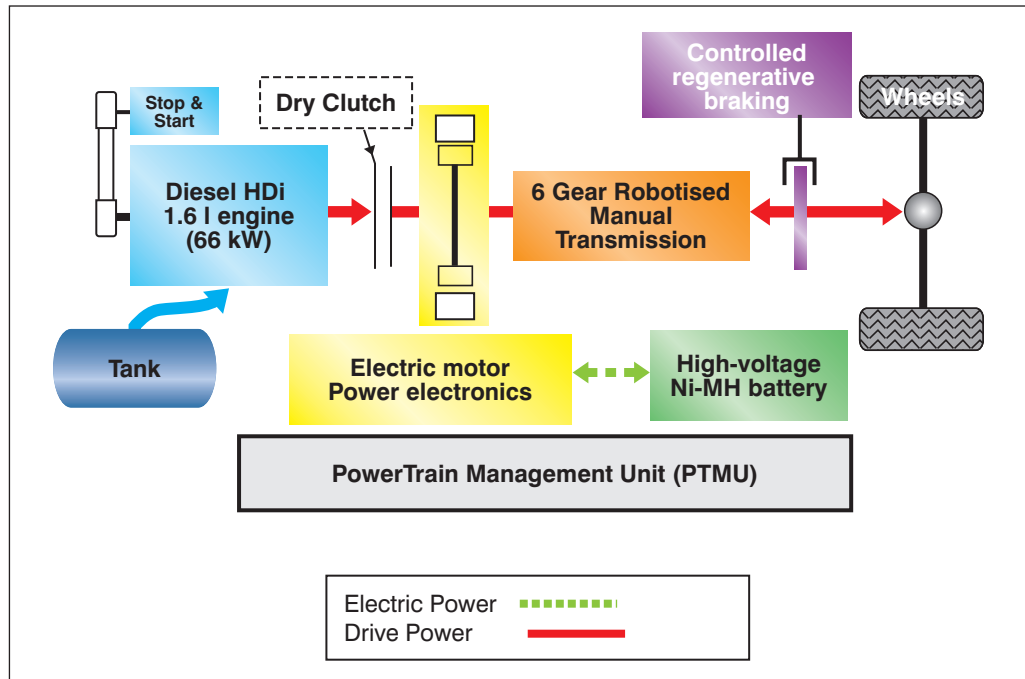 Controlled
regenerative
braking
Wheels
Stop &
Start
Dry Clutch
Diesel HDi
1.6 l engine
(66 kW)
6 Gear Robotised
Manual
Transmission
Tank
Electric motor
Power electronics
High-voltage
Ni-MH battery
PowerTrain Management Unit (PTMU)
Electric Power
Drive Power